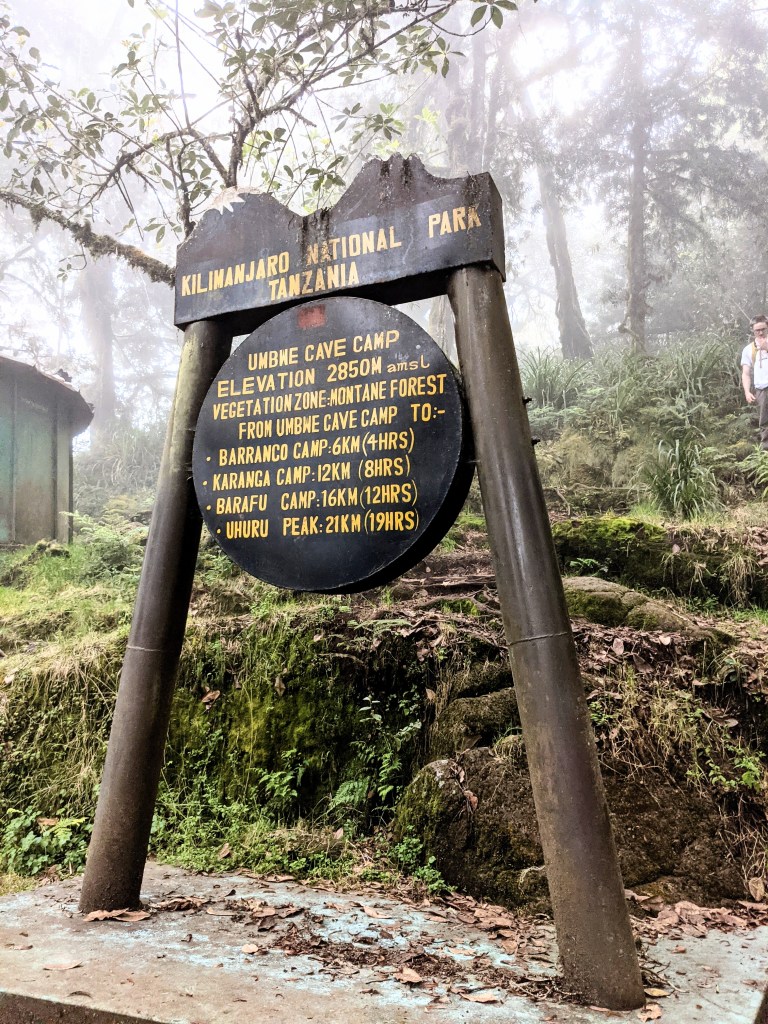 KILIMANJARO NATIONAL PARK
TANZANIA
UMBWE CAVE CAMP
ELEVATION 2850M amsl
VEGETATION ZONE:MONTANE FOREST
FROM UMBWE CAVE CAMP TO:-
• BARRANCO CAMP:6KM (4HRS)
• KARANGA CAMP:12KM (8HRS)
• BARAFU CAMP:16KM (12HRS)
• UHURU PEAK:21KM (19HRS)